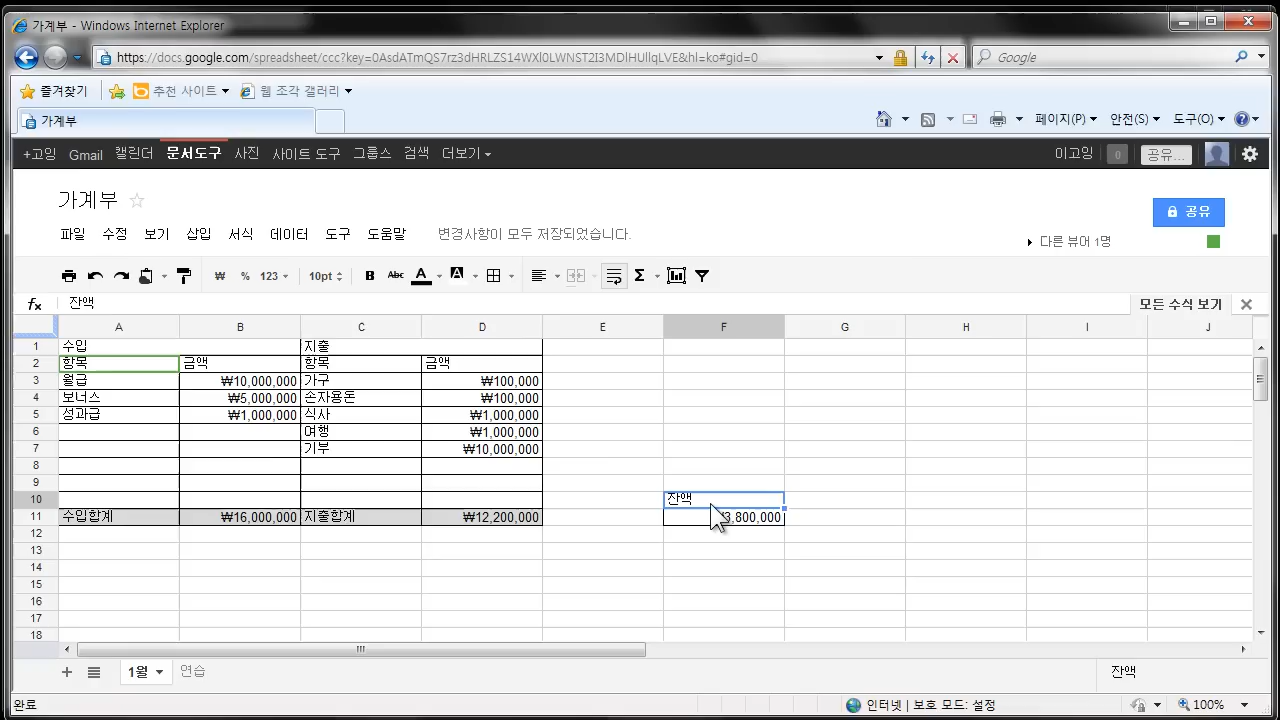 가계부 - Windows Internet Explorer
https://docs.google.com/spreadsheet/ccc?key=0AsdATmQS7rz3dHRLZS14WXl0LWNST2I3MDlHUllqLVE&hl=ko#gid=0
Google
즐겨찾기 추천 사이트 웹 조각 갤러리
가계부 페이지(P) 안전(S) 도구(O)
+고잉 Gmail 캘린더 문서도구 사진 사이트 도구 그룹스 검색 더보기 이고잉 0 공유...
가계부
공유
파일 수정 보기 삽입 서식 데이터 도구 도움말 변경사항이 모두 저장되었습니다. 다른 뷰어 1명
₩ % 123 10pt B Abc A A Σ
fx 잔액 모든 수식 보기
A B C D E F G H I J
1 수입 지출
2 항목 금액 항목 금액
3 월급 ₩10,000,000 가구 ₩100,000
4 보너스 ₩5,000,000 손자용돈 ₩100,000
5 성과급 ₩1,000,000 식사 ₩1,000,000
6 여행 ₩1,000,000
7 기부 ₩10,000,000
8
9
10 잔액
11 수입합계 ₩16,000,000 지출합계 ₩12,200,000 3,800,000
12
13
14
15
16
17
18
1월 연습 잔액
완료 인터넷 | 보호 모드: 설정 100%